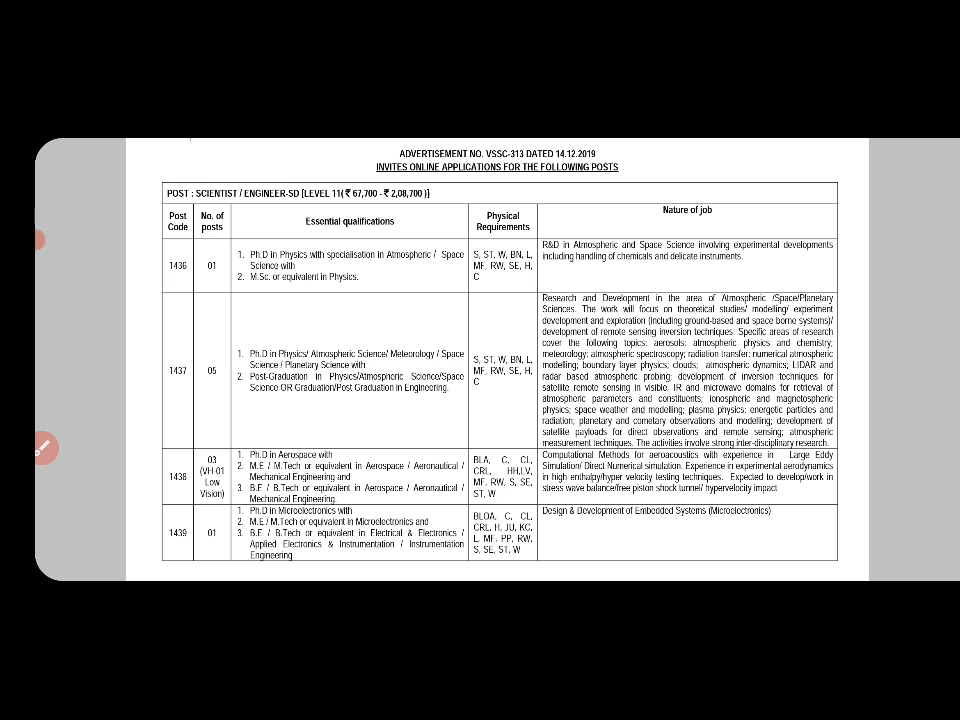 ADVERTISEMENT NO. VSSC-313 DATED 14.12.2019
INVITES ONLINE APPLICATIONS FOR THE FOLLOWING POSTS
POST : SCIENTIST / ENGINEER-SD [LEVEL 11(₹ 67,700 - ₹ 2,08,700 )]
Post Code
No. of posts
Essential qualifications
Physical Requirements
Nature of job
1436
01
1. Ph.D in Physics with specialisation in Atmospheric / Space
Science with
2. M.Sc. or equivalent in Physics.
S, ST, W, BN, L,
MF, RW, SE, H,
C
R&D in Atmospheric and Space Science involving experimental developments
including handling of chemicals and delicate instruments.
1437
05
1. Ph.D in Physics/ Atmospheric Science/ Meteorology / Space
Science / Planetary Science with
2. Post-Graduation in Physics/Atmospheric Science/Space
Science OR Graduation/Post Graduation in Engineering.
S, ST, W, BN, L,
MF, RW, SE, H,
C
Research and Development in the area of Atmospheric /Space/Planetary
Sciences. The work will focus on theoretical studies/ modelling/ experiment
development and exploration (including ground-based and space borne systems)/
development of remote sensing inversion techniques. Specific areas of research
cover the following topics: aerosols; atmospheric physics and chemistry;
meteorology; atmospheric spectroscopy; radiation transfer; numerical atmospheric
modelling; boundary layer physics; clouds; atmospheric dynamics; LIDAR and
radar based atmospheric probing; development of inversion techniques for
satellite remote sensing in visible, IR and microwave domains for retrieval of
atmospheric parameters and constituents; ionospheric and magnetospheric
physics; space weather and modelling; plasma physics; energetic particles and
radiation; planetary and cometary observations and modelling; development of
satellite payloads for direct observations and remote sensing; atmospheric
measurement techniques. The activities involve strong inter-disciplinary research.
1438
03
(VH-01
Low
Vision)
1. Ph.D in Aerospace with
2. M.E / M.Tech or equivalent in Aerospace / Aeronautical /
Mechanical Engineering and
3. B.E / B.Tech or equivalent in Aerospace / Aeronautical /
Mechanical Engineering.
BLA, C, CL,
CRL, HH,LV,
MF, RW, S, SE,
ST, W
Computational Methods for aeroacoustics with experience in Large Eddy
Simulation/ Direct Numerical simulation. Experience in experimental aerodynamics
in high enthalpy/hyper velocity testing techniques. Expected to develop/work in
stress wave balance/free piston shock tunnel/ hypervelocity impact
1439
01
1. Ph.D in Microelectronics with
2. M.E / M.Tech or equivalent in Microelectronics and
3. B.E / B.Tech or equivalent in Electrical & Electronics /
Applied Electronics & Instrumentation / Instrumentation
Engineering
BLOA, C, CL,
CRL, H, JU, KC,
L, MF, PP, RW,
S, SE, ST, W
Design & Development of Embedded Systems (Microelectronics)